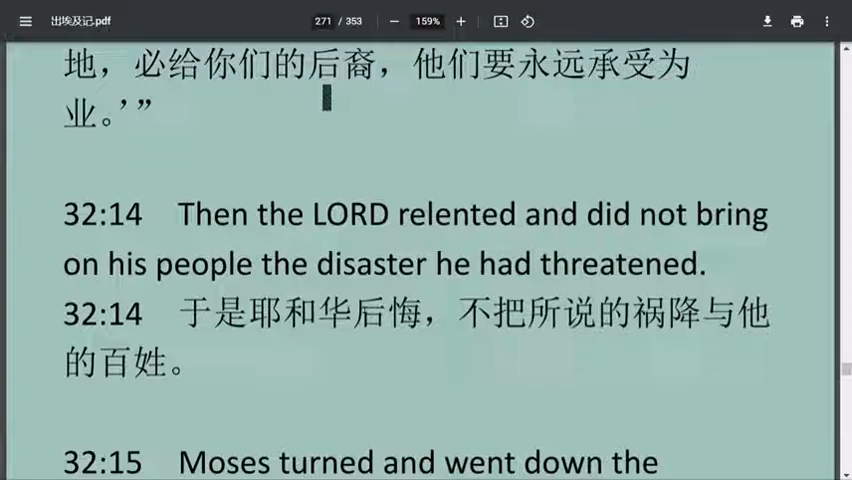 出埃及记.pdf 271 / 353 159%
地，必给你们的后裔，他们要永远承受为
业。’”
32:14 Then the LORD relented and did not bring
on his people the disaster he had threatened.
32:14 于是耶和华后悔，不把所说的祸降与他
的百姓。
32:15 Moses turned and went down the